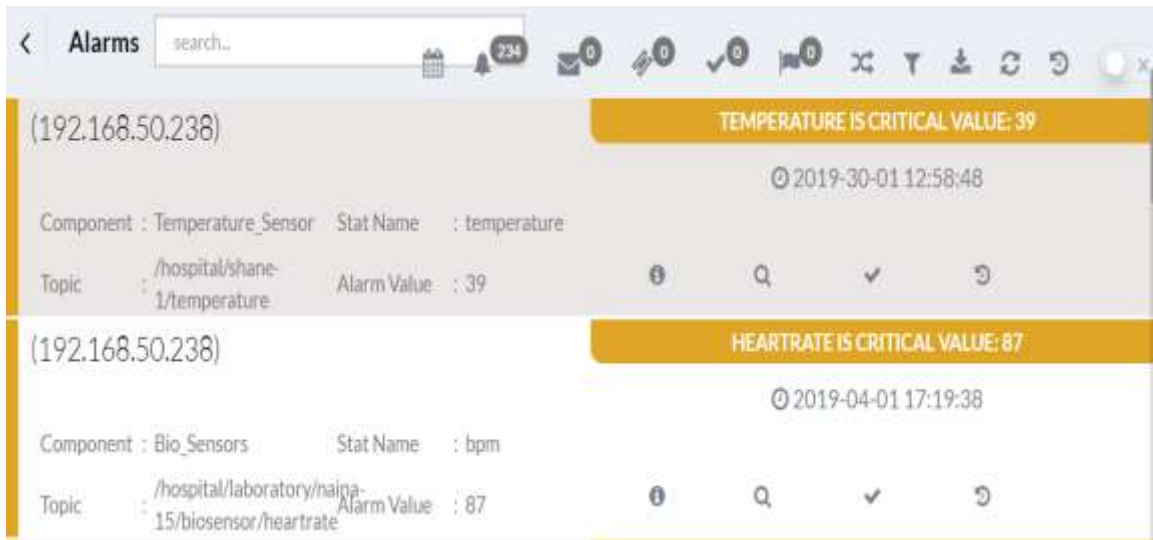 Alarms search...
234 0 0 0 0
(192.168.50.238)
TEMPERATURE IS CRITICAL VALUE: 39
2019-30-01 12:58:48
Component : Temperature_Sensor Stat Name : temperature
Topic : /hospital/shane-
1/temperature
Alarm Value : 39
(192.168.50.238)
HEARTRATE IS CRITICAL VALUE: 87
2019-04-01 17:19:38
Component : Bio_Sensors Stat Name : bpm
Topic : /hospital/laboratory/naina-
15/biosensor/heartrate
Alarm Value : 87